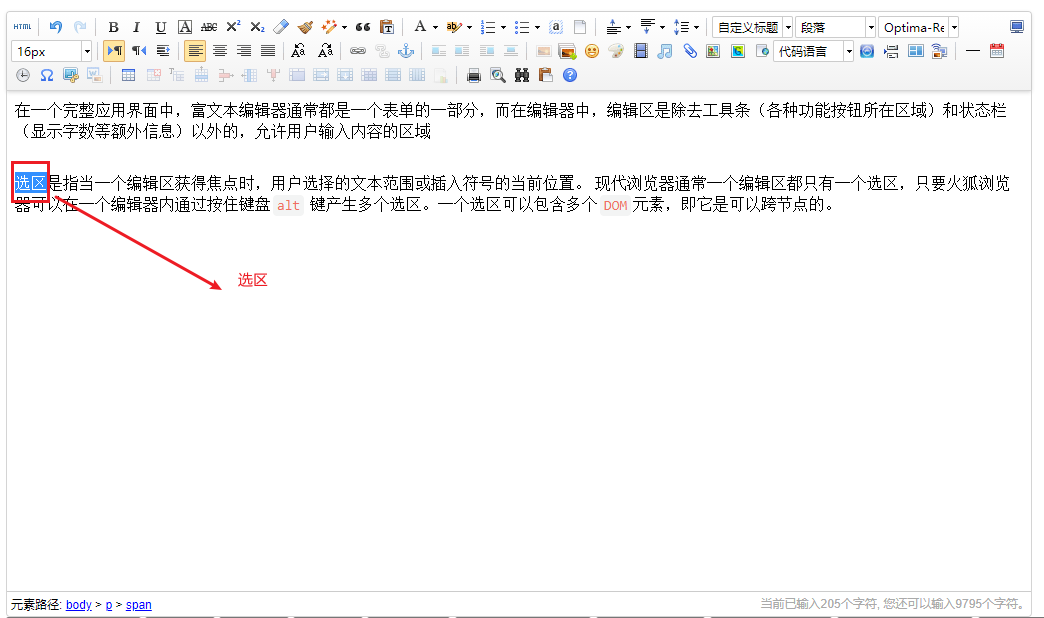 HTML B I U A ABC X² X₂ A ab a
自定义标题 段落 Optima-Re
16px 代码语言
在一个完整应用界面中，富文本编辑器通常都是一个表单的一部分，而在编辑器中，编辑区是除去工具条（各种功能按钮所在区域）和状态栏
（显示字数等额外信息）以外的，允许用户输入内容的区域
选区是指当一个编辑区获得焦点时，用户选择的文本范围或插入符号的当前位置。 现代浏览器通常一个编辑区都只有一个选区，只要火狐浏览
器可以在一个编辑器内通过按住键盘 alt 键产生多个选区。一个选区可以包含多个 DOM 元素，即它是可以跨节点的。
选区
元素路径: body > p > span
当前已输入205个字符, 您还可以输入9795个字符。